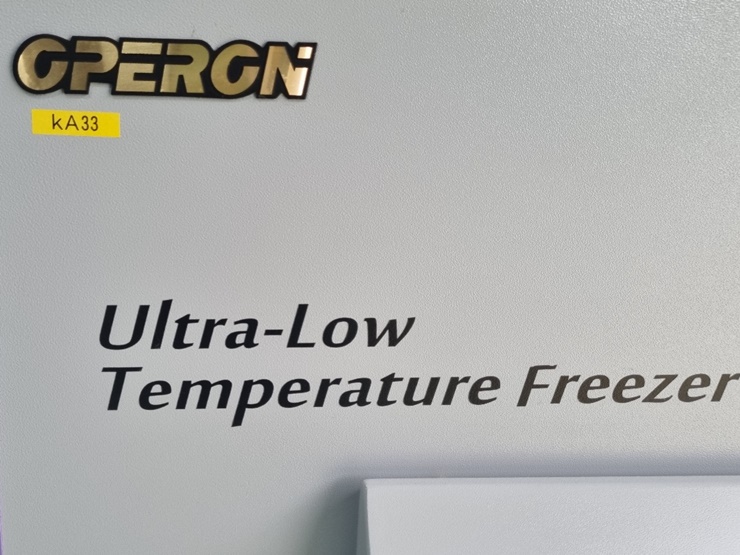 OPERON
kA33
Ultra-Low
Temperature Freezer